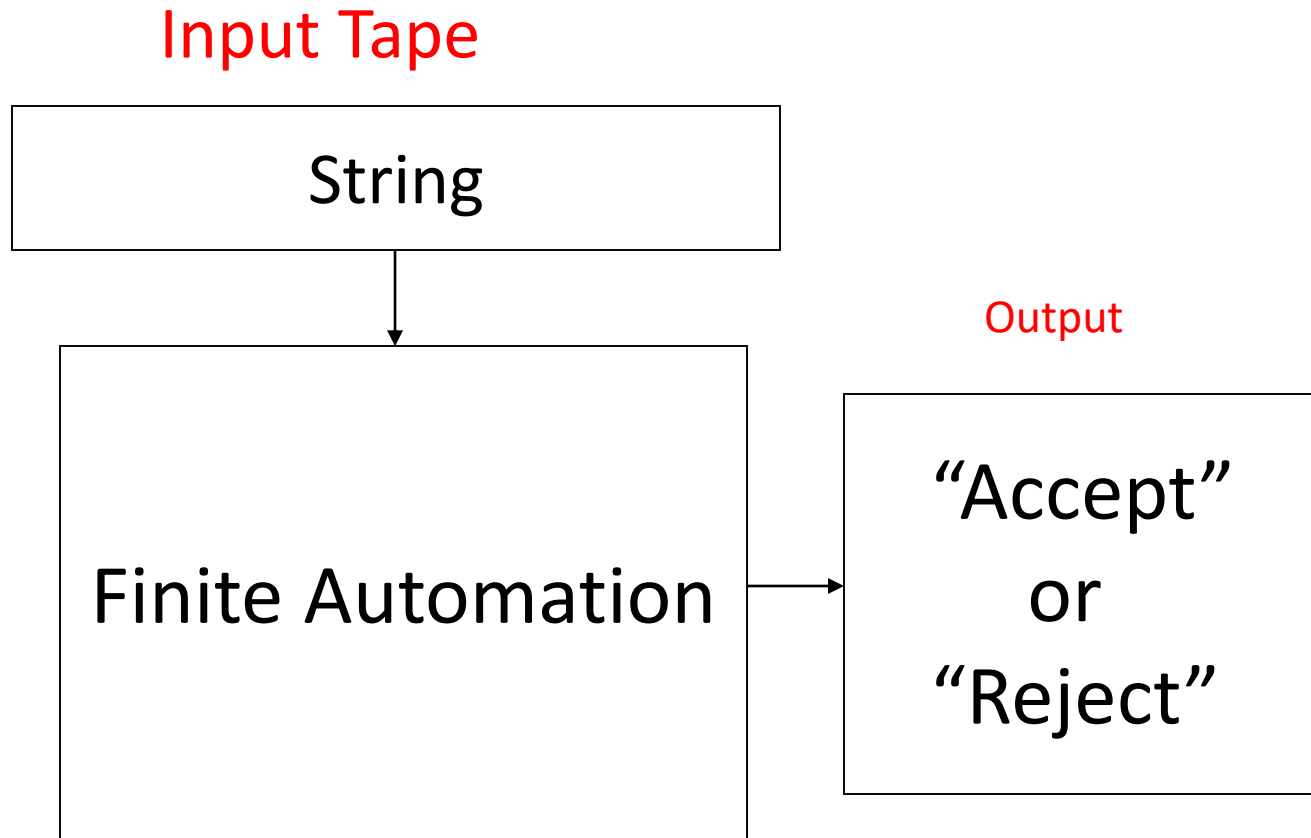 Input Tape
String
Output
Finite Automation
“Accept”
or
“Reject”